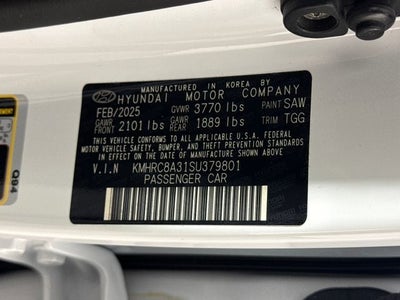 MANUFACTURED IN KOREA BY
HYUNDAI MOTOR COMPANY
FEB/2025 GVWR 3770 lbs PAINT SAW
GAWR FRONT 2101 lbs GAWR REAR 1889 lbs TRIM TGG
THIS VEHICLE CONFORMS TO ALL APPLICABLE U.S.A. FEDERAL
MOTOR VEHICLE SAFETY, BUMPER, AND THEFT PREVENTION STANDARDS
IN EFFECT ON THE DATE OF MANUFACTURE SHOWN ABOVE.
V.I.N KMHRC8A31SU379801
PASSENGER CAR